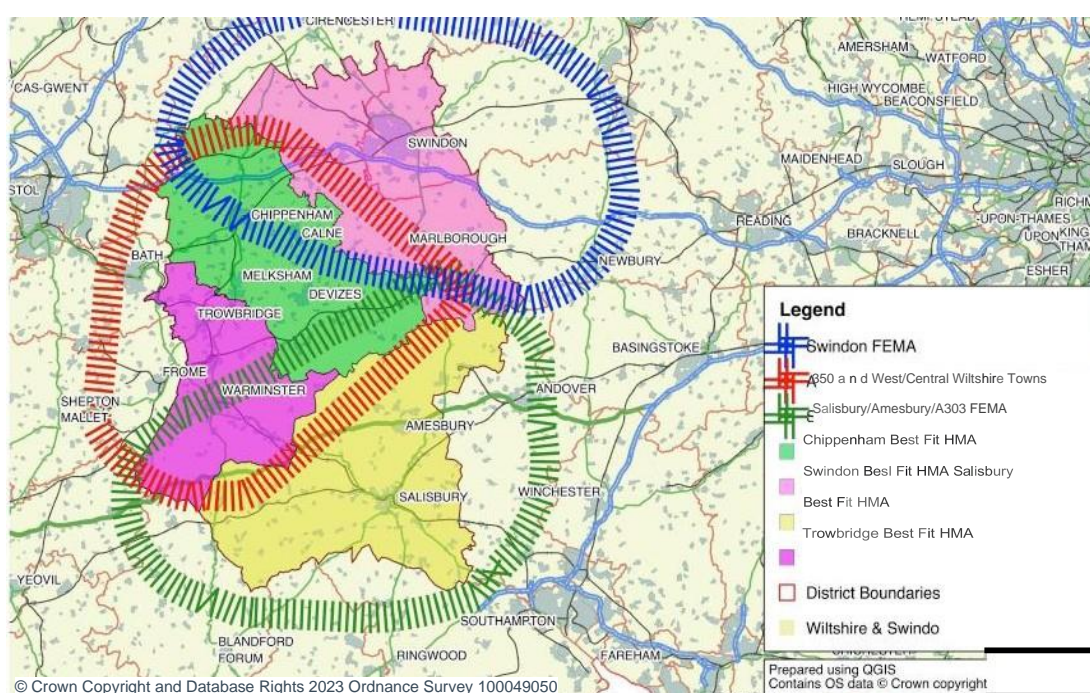 CIRENCESTER
AMERSHAM
WATFORD
CAS-GWENT
HIGH WYCOMBE
BEACONSFIELD
SWINDON
MAIDENHEAD
SLOUGH
STOL
CHIPPENHAM
CALNE
READING
UPON-THAMES
BRACKNELL
UPON
KING
MARLBOROUGH
BATH
NEWBURY
ESHER
MELKSHAM
DEVIZES
TROWBRIDGE
BASINGSTOKE
FROME
WARMINSTER
ANDOVER
SHEPTON
MALLET
AMESBURY
SALISBURY
WINCHESTER
YEOVIL
SOUTHAMPTON
BLANDFORD
FORUM
RINGWOOD
FAREHAM
Legend
Swindon FEMA
A350 a n d West/Central Wiltshire Towns
Salisbury/Amesbury/A303 FEMA
Chippenham Best Fit HMA
Swindon Besl Fit HMA Salisbury
Best Fit HMA
Trowbridge Best Fit HMA
District Boundaries
Wiltshire & Swindo
Prepared using QGIS
Contains OS data © Crown copyright
© Crown Copyright and Database Rights 2023 Ordnance Survey 100049050